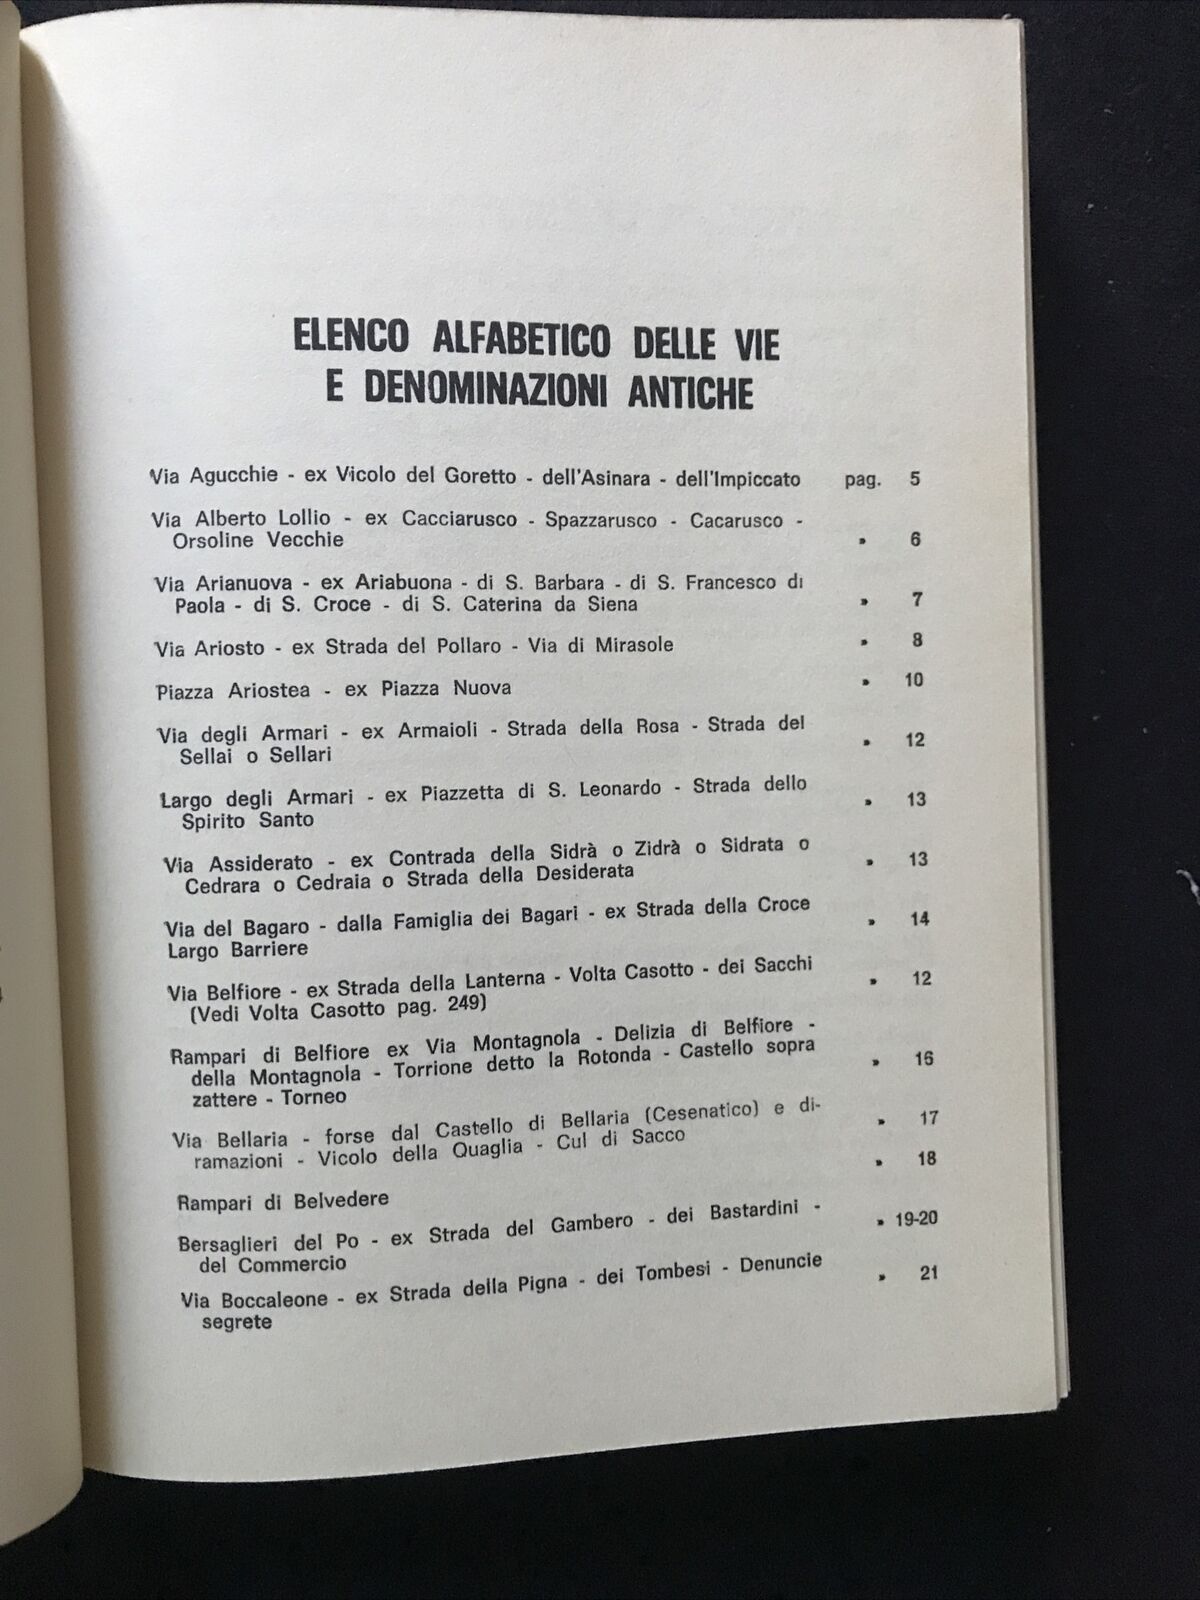 ELENCO ALFABETICO DELLE VIE
E DENOMINAZIONI ANTICHE
Via Agucchie - ex Vicolo del Goretto - dell'Asinara - dell'Impiccato pag. 5
Via Alberto Lollio - ex Cacciarusco - Spazzarusco - Cacarusco -
Orsoline Vecchie » 6
Via Arianuova - ex Ariabuona - di S. Barbara - di S. Francesco di
Paola - di S. Croce - di S. Caterina da Siena » 7
Via Ariosto - ex Strada del Pollaro - Via di Mirasole » 8
Piazza Ariostea - ex Piazza Nuova » 10
Via degli Armari - ex Armaioli - Strada della Rosa - Strada del
Sellai o Sellari » 12
Largo degli Armari - ex Piazzetta di S. Leonardo - Strada dello
Spirito Santo » 13
Via Assiderato - ex Contrada della Sidrà o Zidrà o Sidrata o
Cedrara o Cedraia o Strada della Desiderata » 13
Via del Bagaro - dalla Famiglia dei Bagari - ex Strada della Croce
Largo Barriere » 14
Via Belfiore - ex Strada della Lanterna - Volta Casotto - dei Sacchi
(Vedi Volta Casotto pag. 249) » 12
Rampari di Belfiore ex Via Montagnola - Delizia di Belfiore -
della Montagnola - Torrione detto la Rotonda - Castello sopra
zattere - Torneo » 16
Via Bellaria - forse dal Castello di Bellaria (Cesenatico) e di-
ramazioni - Vicolo della Quaglia - Cul di Sacco » 17
Rampari di Belvedere » 18
Bersaglieri del Po - ex Strada del Gambero - dei Bastardini -
del Commercio » 19-20
Via Boccaleone - ex Strada della Pigna - dei Tombesi - Denuncie
segrete » 21